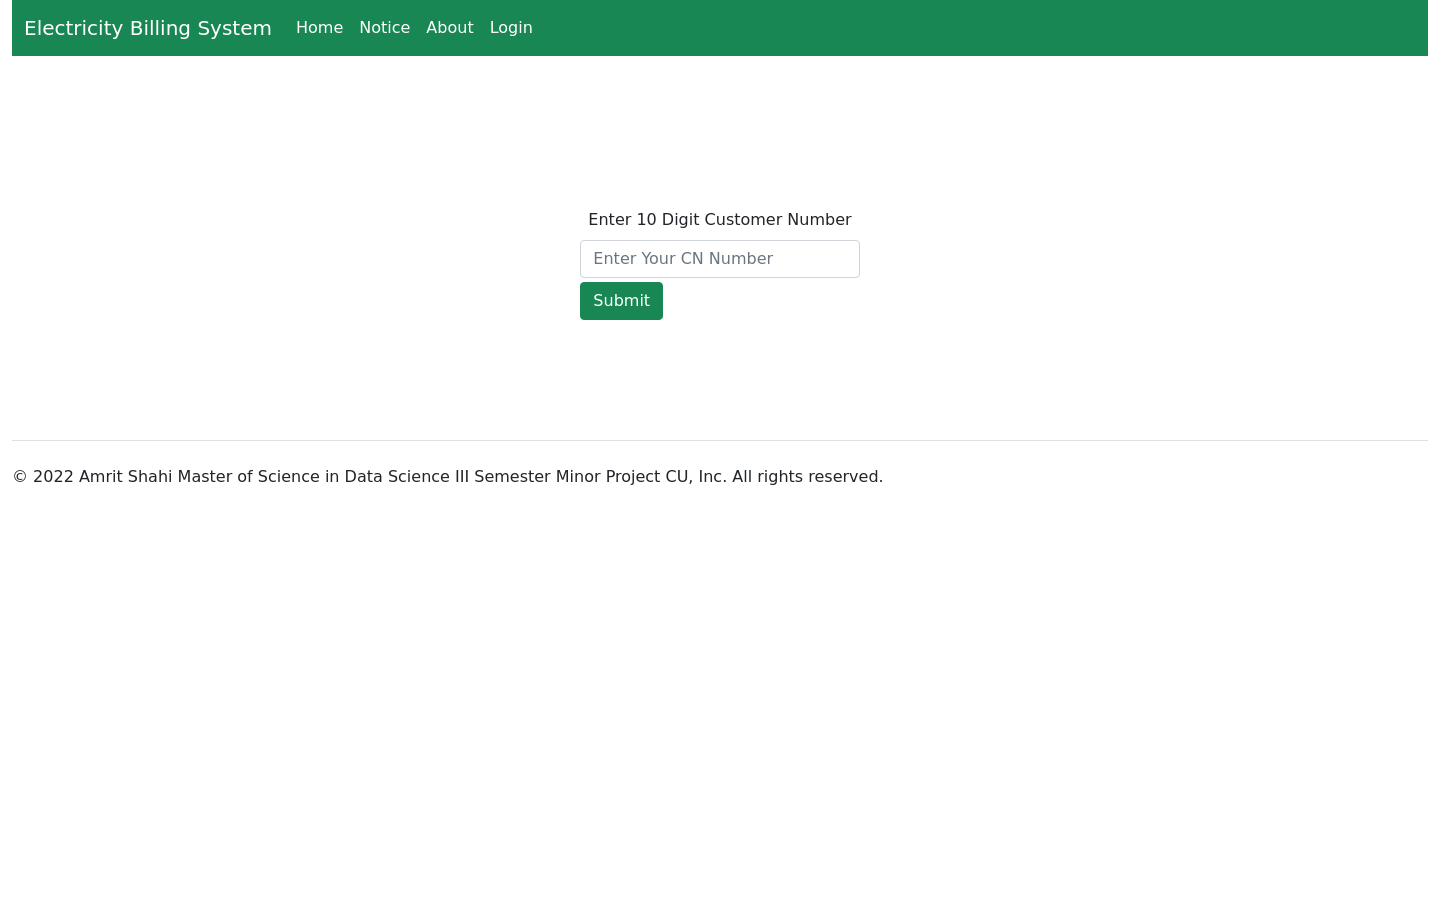 Electricity Billing System Home Notice About Login
Enter 10 Digit Customer Number
Enter Your CN Number
Submit
© 2022 Amrit Shahi Master of Science in Data Science III Semester Minor Project CU, Inc. All rights reserved.